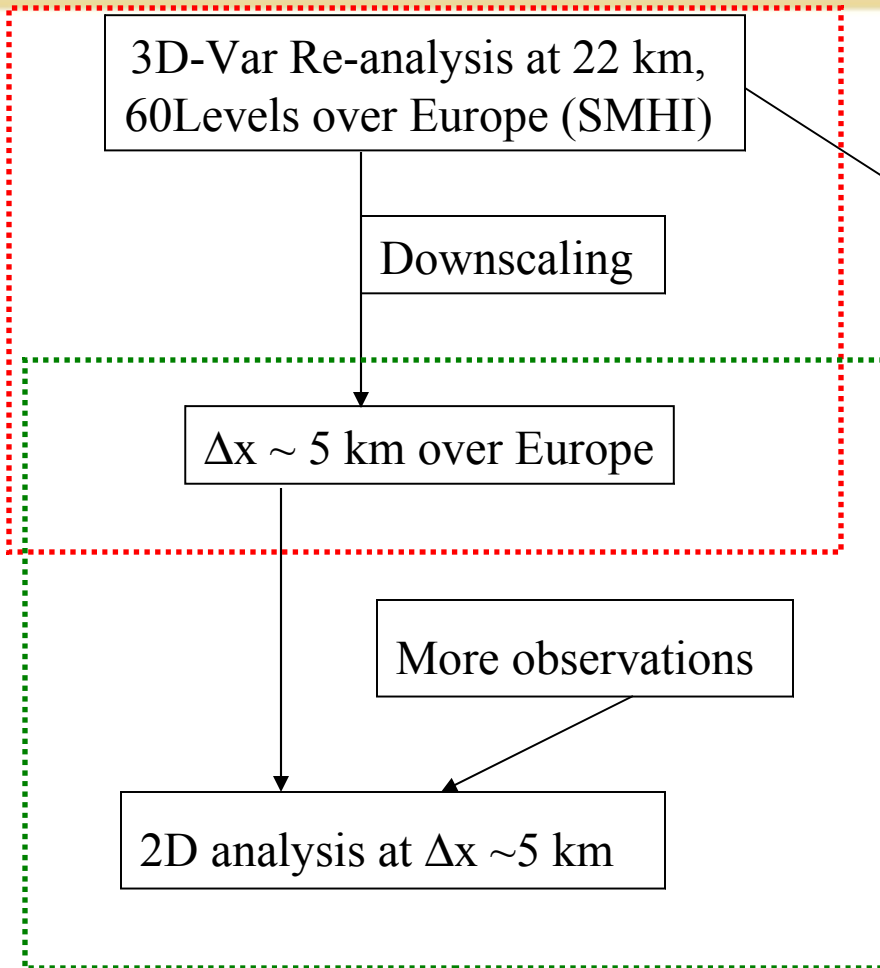 3D-Var Re-analysis at 22 km,
60Levels over Europe (SMHI)
Downscaling
Δx ~ 5 km over Europe
More observations
2D analysis at Δx ~5 km